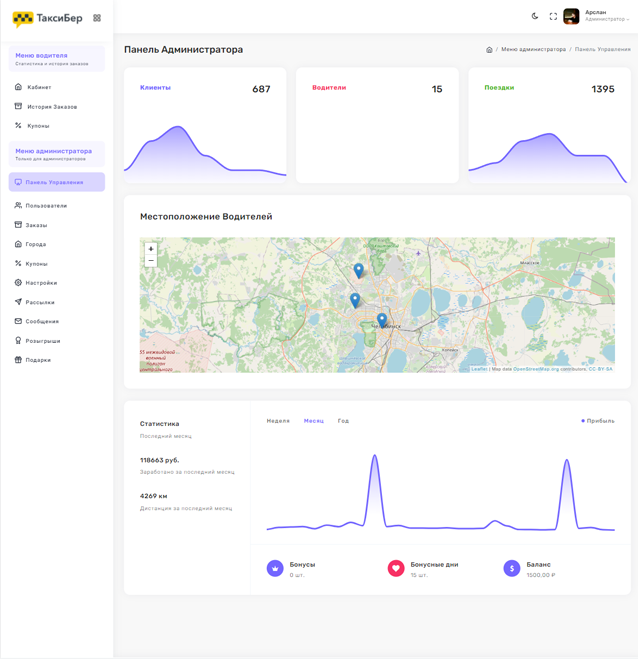 ТаксиБер
Арслан
Администратор
Меню водителя
Статистика и история заказов
Кабинет
История Заказов
Купоны
Меню администратора
Только для администраторов
Панель Управления
Пользователи
Заказы
Города
Купоны
Настройки
Рассылки
Сообщения
Розыгрыши
Подарки
Панель Администратора
/ Меню администратора / Панель Управления
Клиенты 687
Водители 15
Поездки 1395
Местоположение Водителей
+
−
Челябинск
Копейск
Leaflet | Map data © OpenStreetMap.org contributors, CC-BY-SA
Статистика
Последний месяц
118663 руб.
Заработано за последний месяц
4269 км
Дистанция за последний месяц
Неделя Месяц Год
Прибыль
Бонусы
0 шт.
Бонусные дни
15 шт.
Баланс
1500,00 ₽